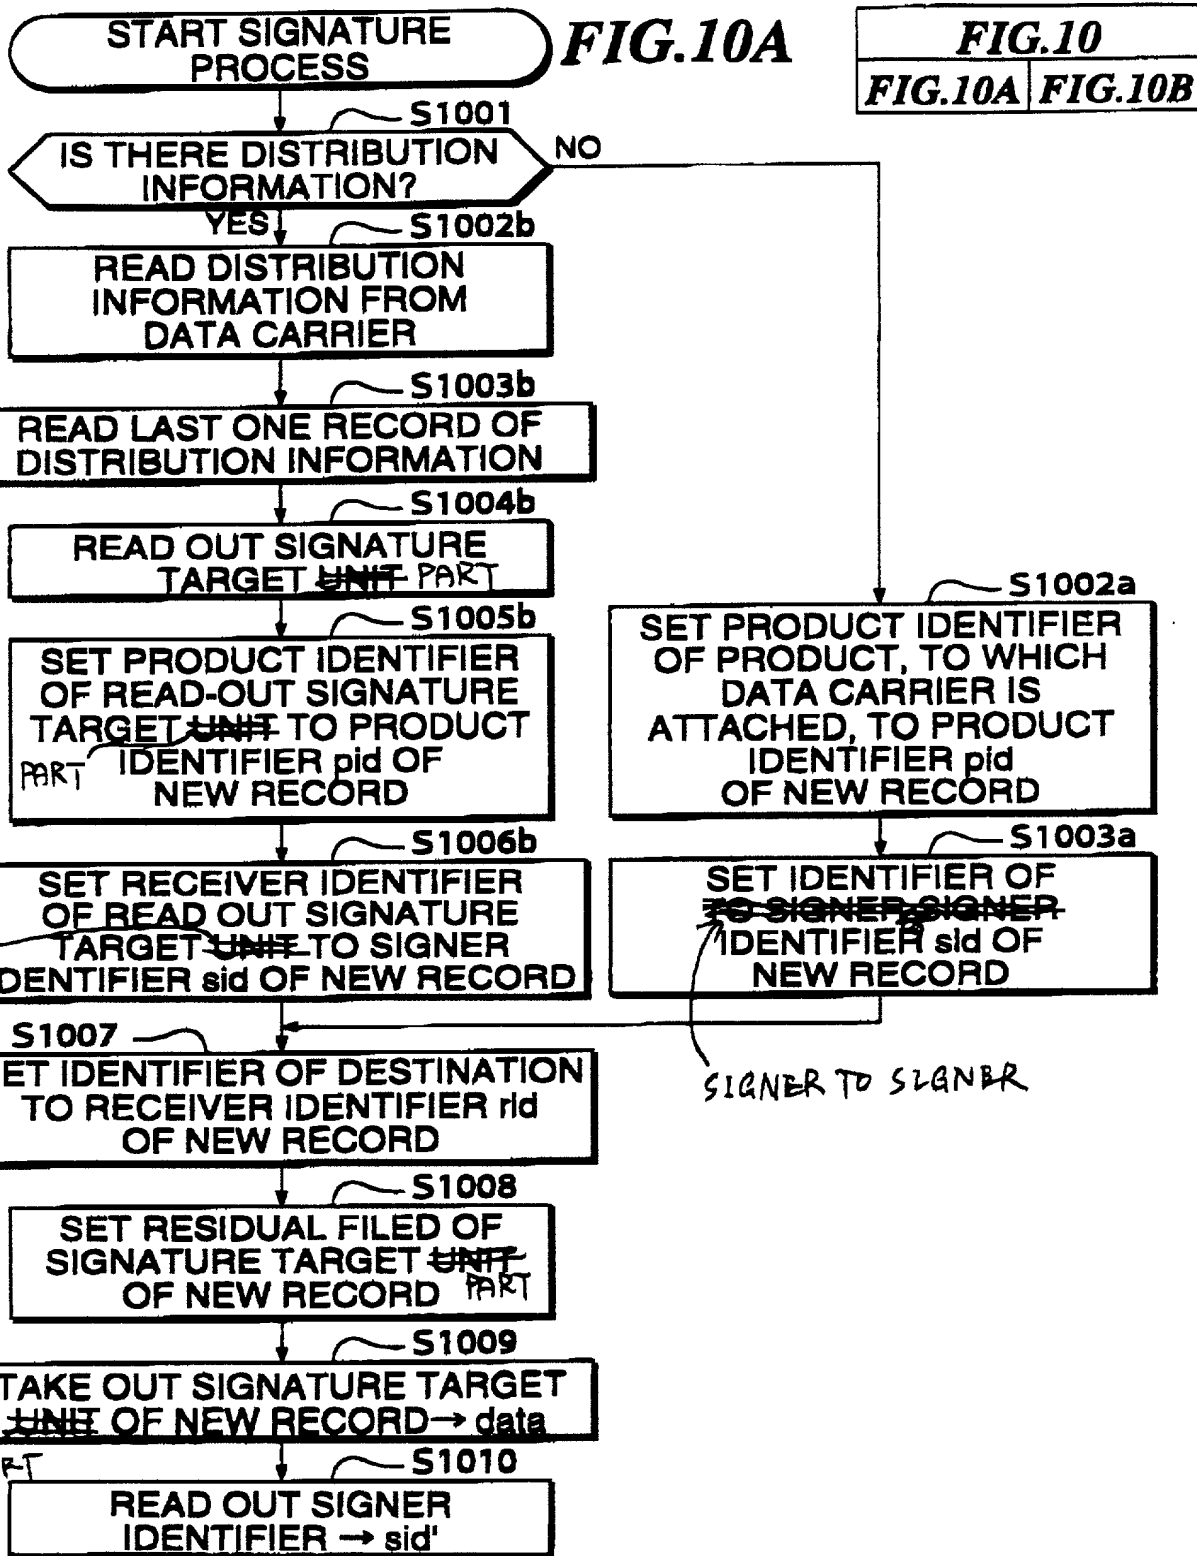 START SIGNATURE
PROCESS
FIG.10A
FIG.10
FIG.10A FIG.10B
S1001
IS THERE DISTRIBUTION
INFORMATION?
NO
YES
S1002b
READ DISTRIBUTION
INFORMATION FROM
DATA CARRIER
S1003b
READ LAST ONE RECORD OF
DISTRIBUTION INFORMATION
S1004b
READ OUT SIGNATURE
TARGET UNIT PART
S1005b
SET PRODUCT IDENTIFIER
OF READ-OUT SIGNATURE
TARGET UNIT TO PRODUCT
PART IDENTIFIER pid OF
NEW RECORD
S1006b
SET RECEIVER IDENTIFIER
OF READ OUT SIGNATURE
TARGET UNIT TO SIGNER
DENTIFIER sid OF NEW RECORD
S1002a
SET PRODUCT IDENTIFIER
OF PRODUCT, TO WHICH
DATA CARRIER IS
ATTACHED, TO PRODUCT
IDENTIFIER pid
OF NEW RECORD
S1003a
SET IDENTIFIER OF
TO SIGNER SIGNER
IDENTIFIER sid OF
NEW RECORD
SIGNER TO SIGNER
S1007
ET IDENTIFIER OF DESTINATION
TO RECEIVER IDENTIFIER rid
OF NEW RECORD
S1008
SET RESIDUAL FILED OF
SIGNATURE TARGET UNIT
OF NEW RECORD PART
S1009
TAKE OUT SIGNATURE TARGET
UNIT OF NEW RECORD→ data
RT
S1010
READ OUT SIGNER
IDENTIFIER → sid'